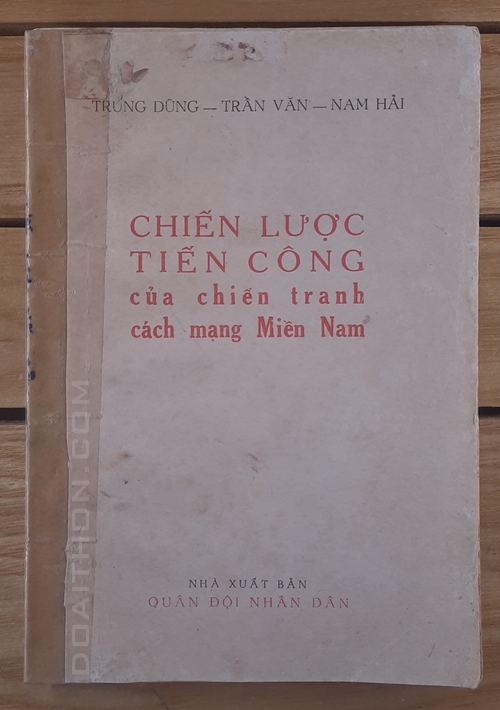 TRUNG DŨNG — TRẦN VĂN — NAM HẢI
CHIẾN LƯỢC
TIẾN CÔNG
của chiến tranh
cách mạng Miền Nam
NHÀ XUẤT BẢN
QUÂN ĐỘI NHÂN DÂN
DOAITHON.COM